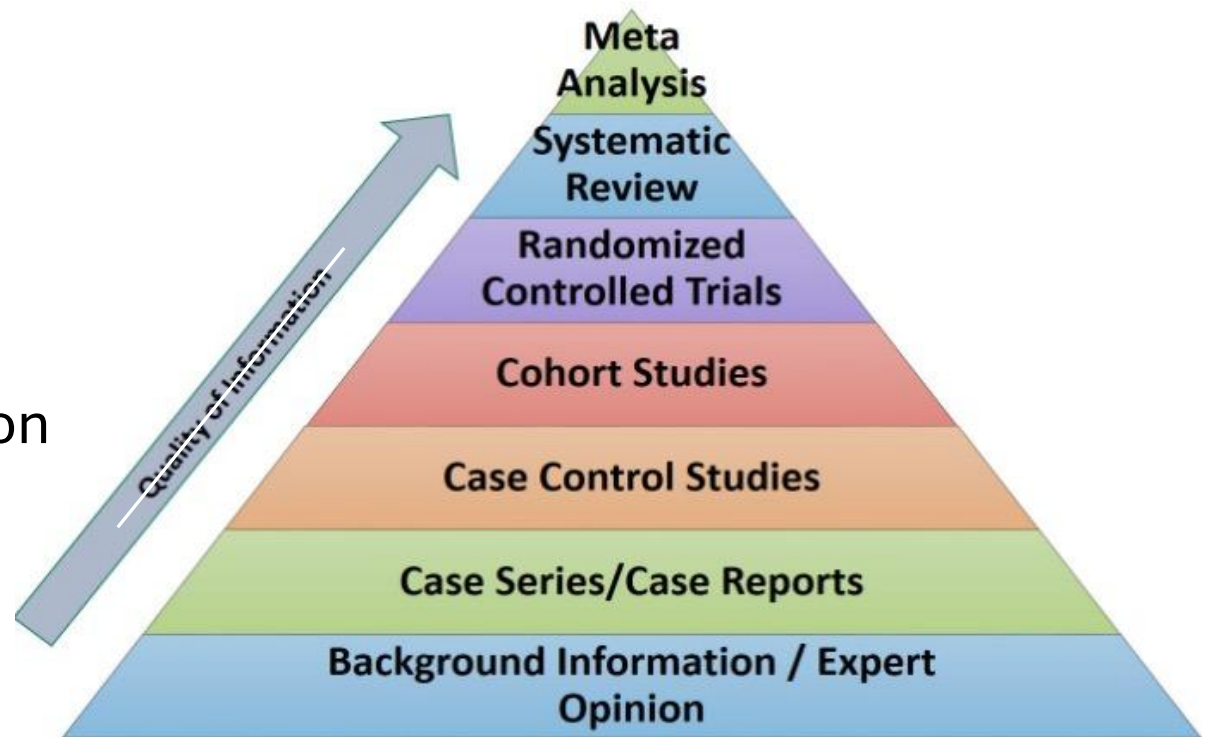 Meta
Analysis
Systematic
Review
Randomized
Controlled Trials
Cohort Studies
Case Control Studies
Case Series/Case Reports
Background Information / Expert
Opinion
Quality of Information
on